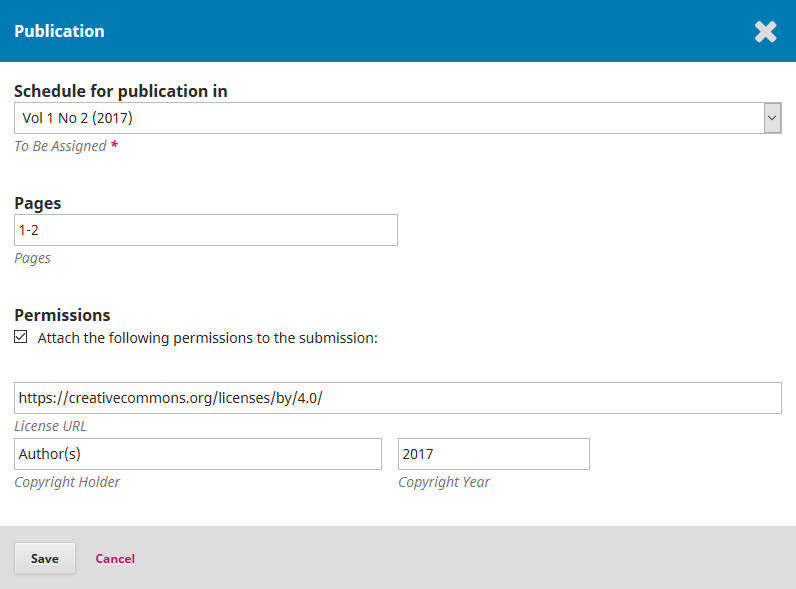 Publication
Schedule for publication in
Vol 1 No 2 (2017)
To Be Assigned *
Pages
1-2
Pages
Permissions
Attach the following permissions to the submission:
https://creativecommons.org/licenses/by/4.0/
License URL
Author(s) 2017
Copyright Holder Copyright Year
Save Cancel